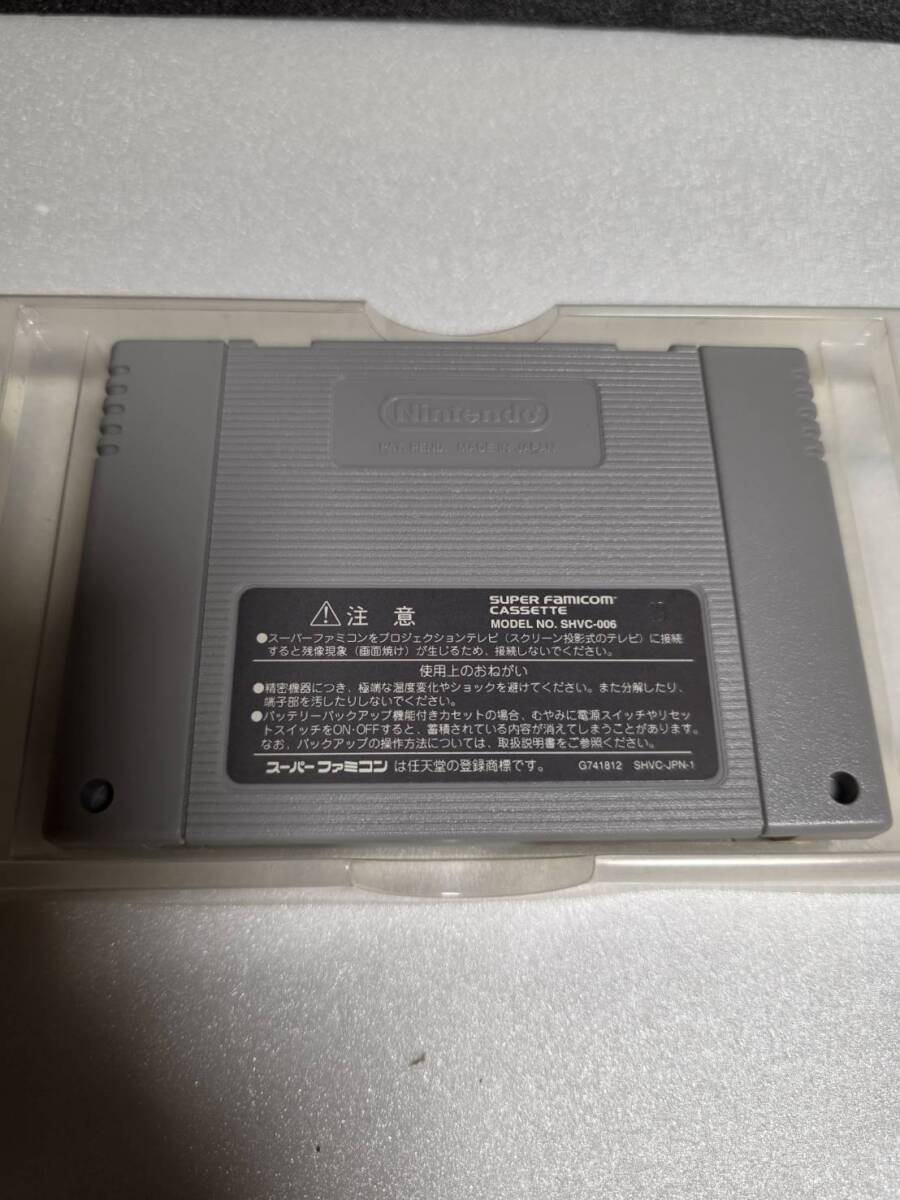 Nintendo
PAT. PEND. MADE IN JAPAN
⚠注意
SUPER FAMICOM
CASSETTE
MODEL NO. SHVC-006
●スーパーファミコンをプロジェクションテレビ（スクリーン投影式のテレビ）に接続
すると残像現象（画面焼け）が生じるため、接続しないでください。
使用上のおねがい
●精密機器につき、極端な温度変化やショックを避けてください。また分解したり、
端子部を汚したりしないでください。
●バッテリーバックアップ機能付きカセットの場合、むやみに電源スイッチやリセッ
トスイッチをON・OFFすると、蓄積されている内容が消えてしまうことがあります。
なお、バックアップの操作方法については、取扱説明書をご参照ください。
スーパーファミコン は任天堂の登録商標です。 G741812 SHVC-JPN-1